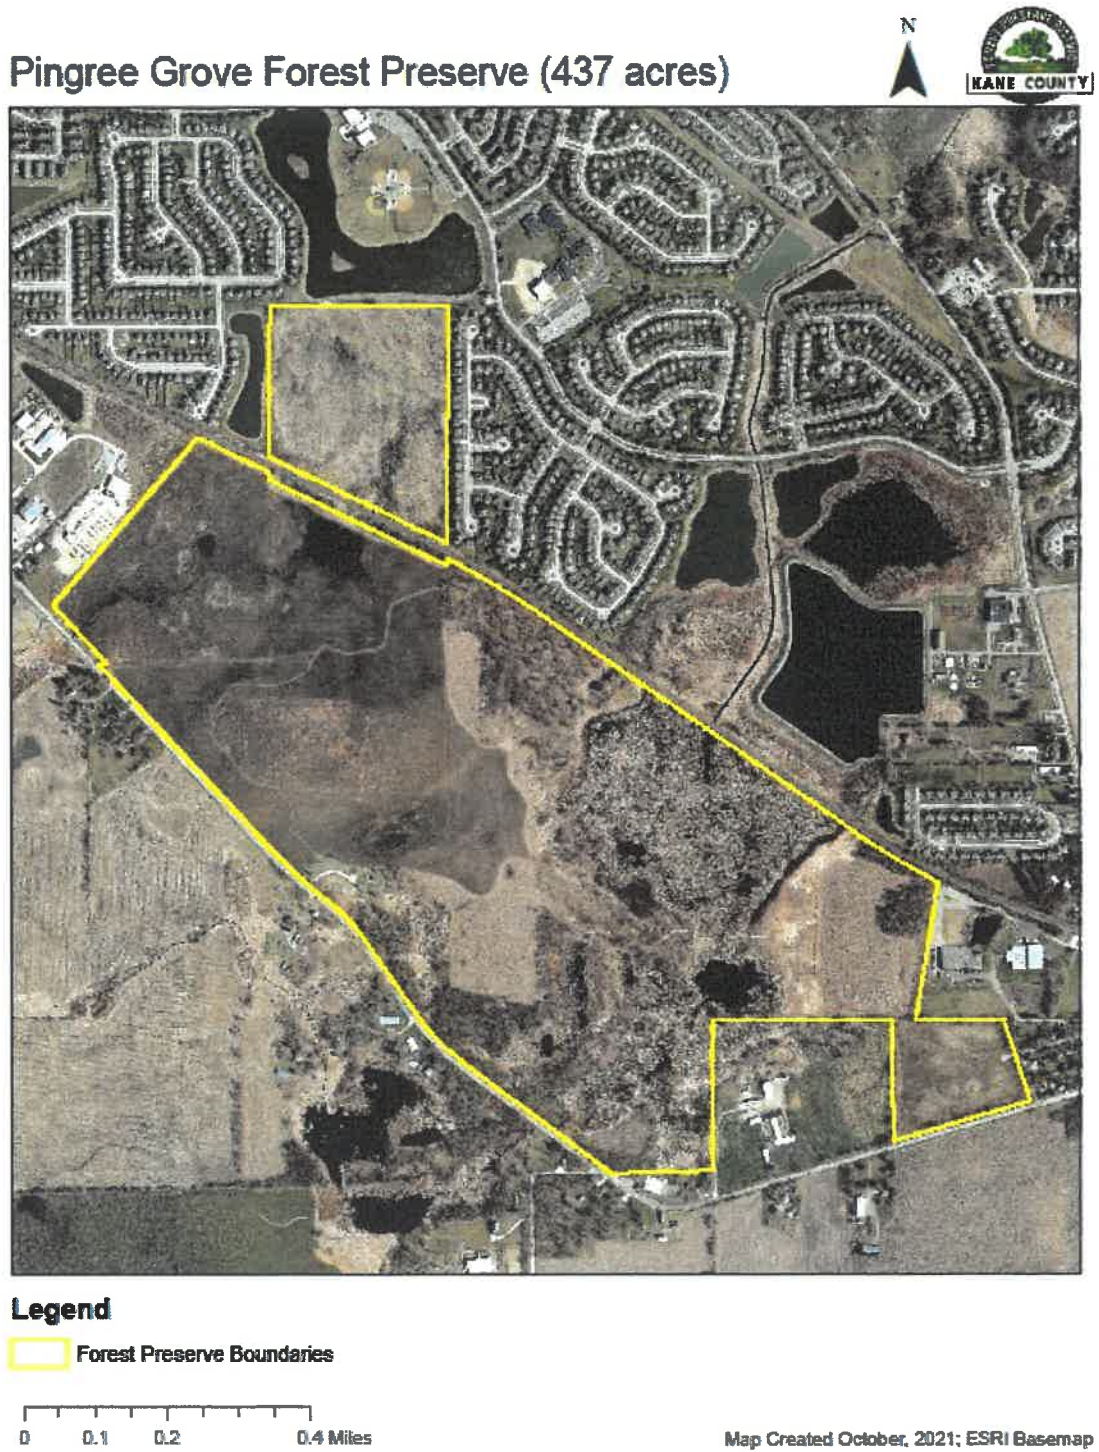 N
Pingree Grove Forest Preserve (437 acres)
KANE COUNTY
Legend
Forest Preserve Boundaries
0 0.1 0.2 0.4 Miles
Map Created October, 2021; ESRI Basemap